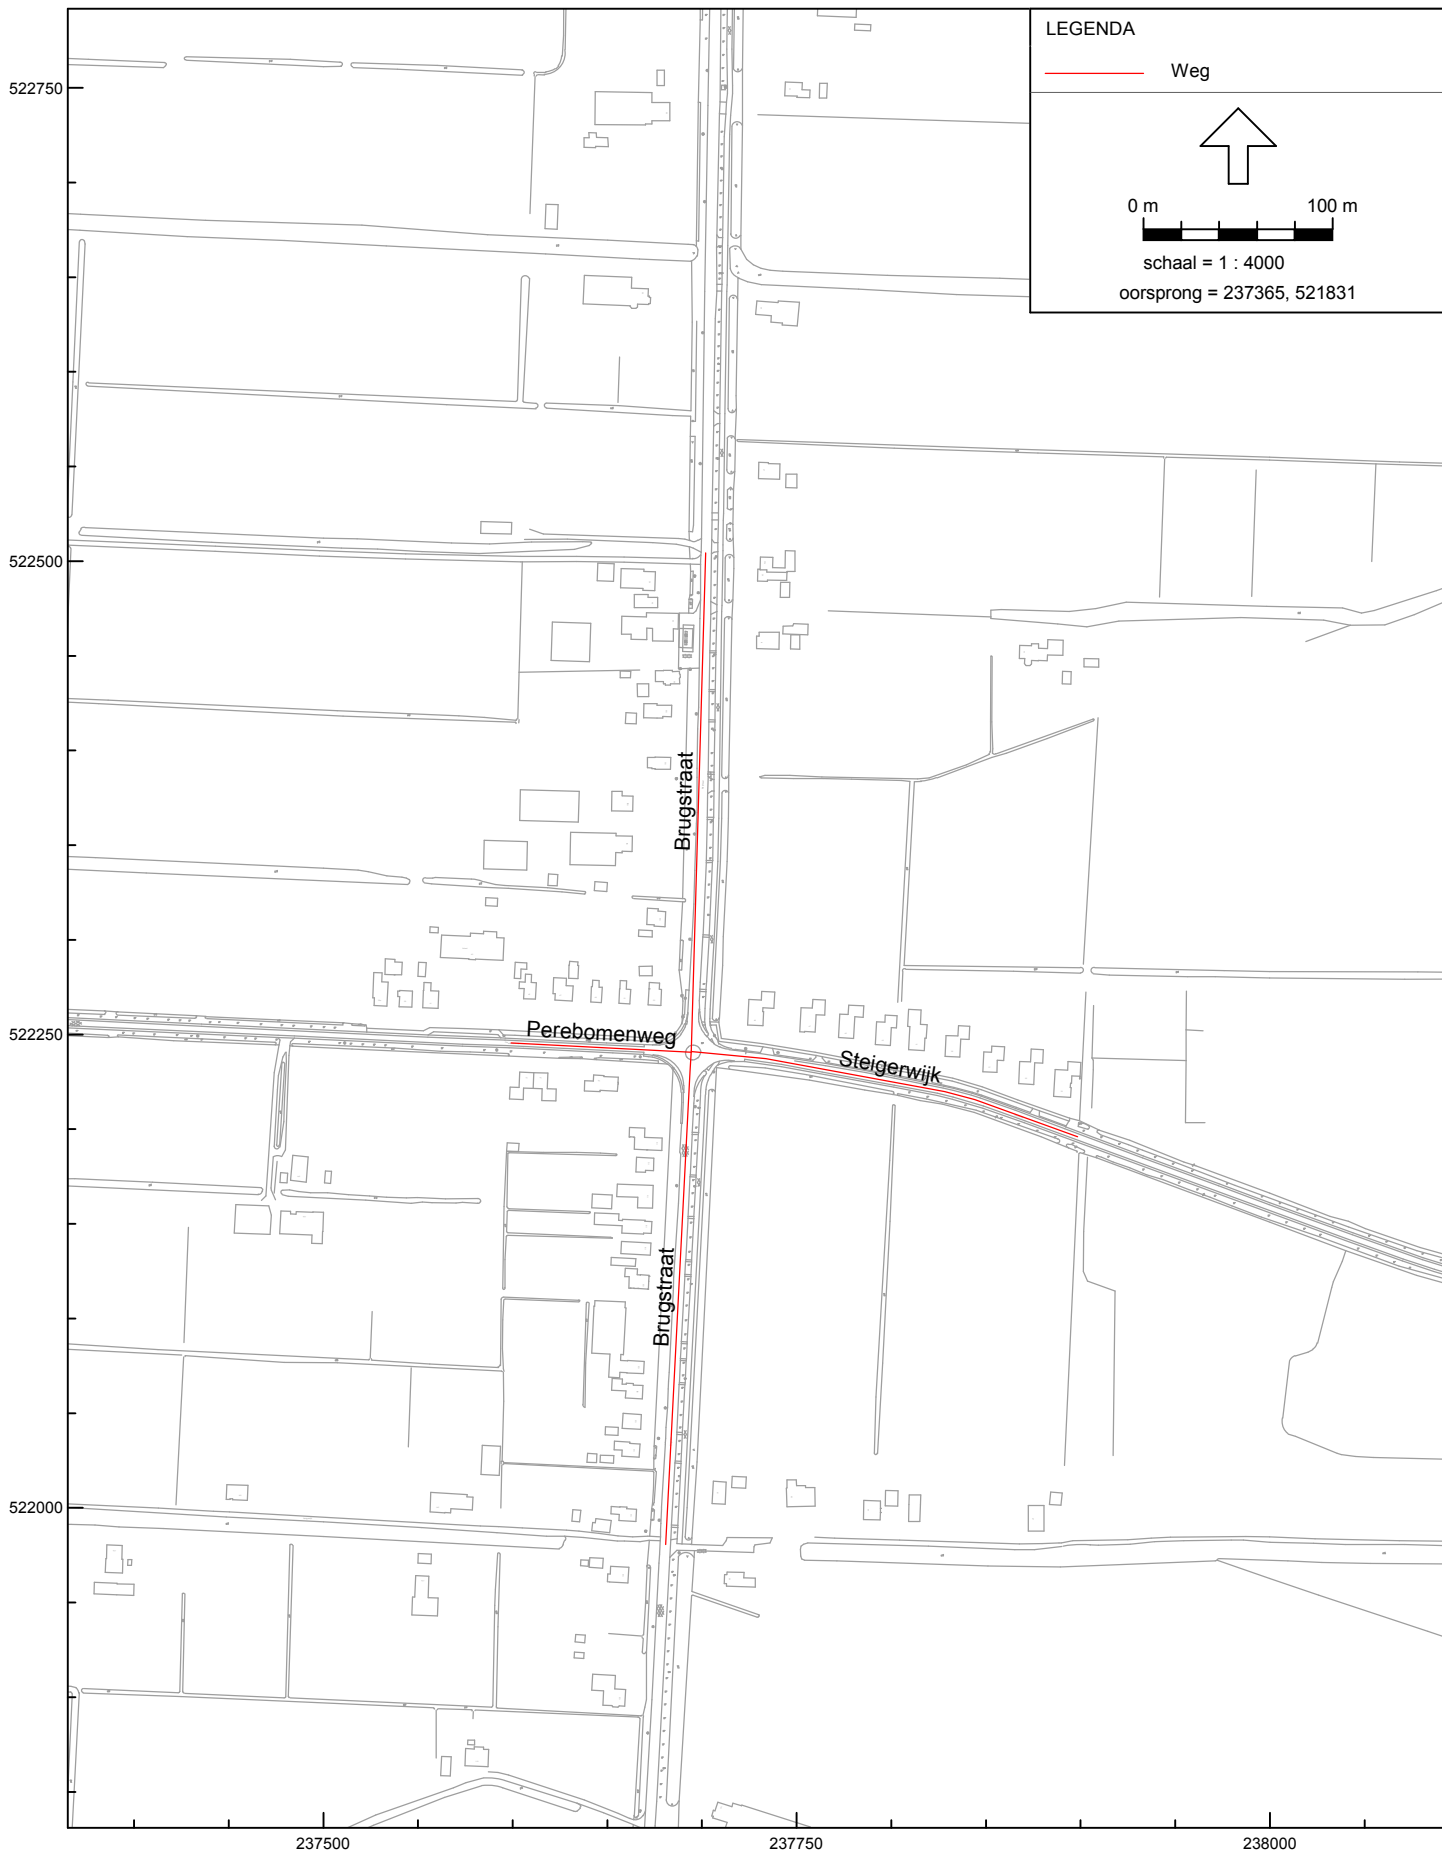 LEGENDA
Weg
0 m 100 m
schaal = 1 : 4000
oorsprong = 237365, 521831
522750
522500
522250
522000
Brugstraat
Perebomenweg
Steigerwijk
Brugstraat
237500 237750 238000